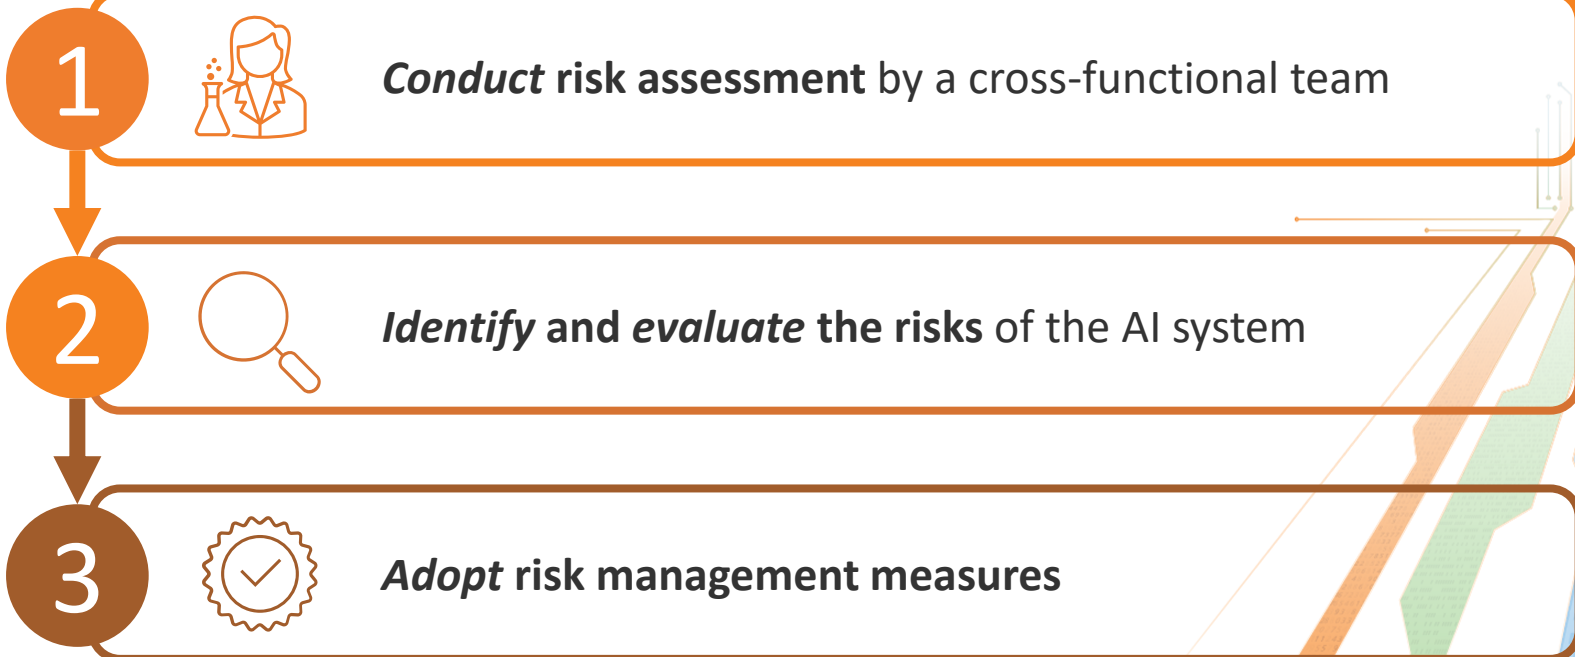 1
Conduct risk assessment by a cross-functional team
2
Identify and evaluate the risks of the AI system
3
Adopt risk management measures